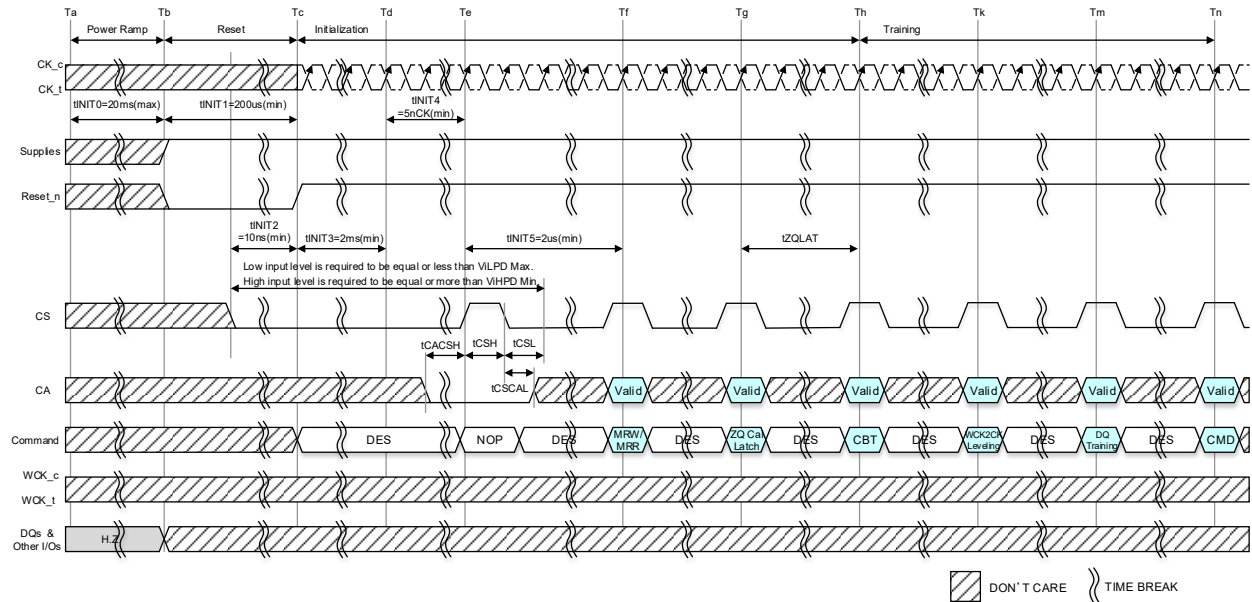 Ta Tb Tc Td Te Tf Tg Th Tk Tm Tn
Power Ramp Reset Initialization Training
CK_c
CK_t
tINIT0=20ms(max) tINIT1=200us(min) tINIT4
=5nCK(min)
Supplies
Reset_n
tINIT2
=10ns(min) tINIT3=2ms(min) tINIT5=2us(min) tZQLAT
Low input level is required to be equal or less than ViLPD Max.
High input level is required to be equal or more than ViHPD Min.
CS
tCACSH tCSH tCSL
tCSCAL
CA Valid Valid Valid Valid Valid Valid
Command DES NOP DES MRW/
MRR DES ZQ Cal
Latch DES CBT DES WCK2CK
Leveling DES DQ
Training DES CMD
WCK_c
WCK_t
DQs &
Other I/Os H.Z
DON'T CARE TIME BREAK